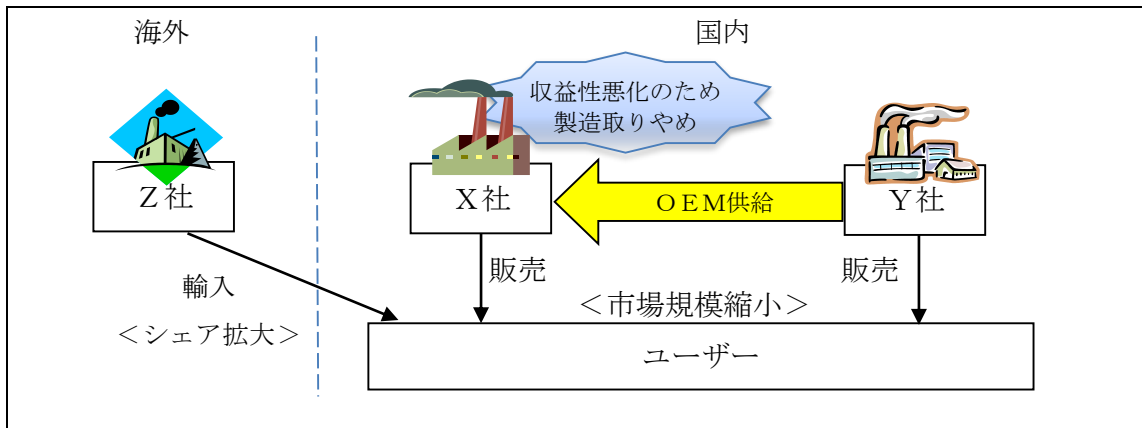 海外
国内
収益性悪化のため
製造取りやめ
Ｚ社
Ｘ社
ＯＥＭ供給
Ｙ社
輸入
＜シェア拡大＞
販売
販売
＜市場規模縮小＞
ユーザー